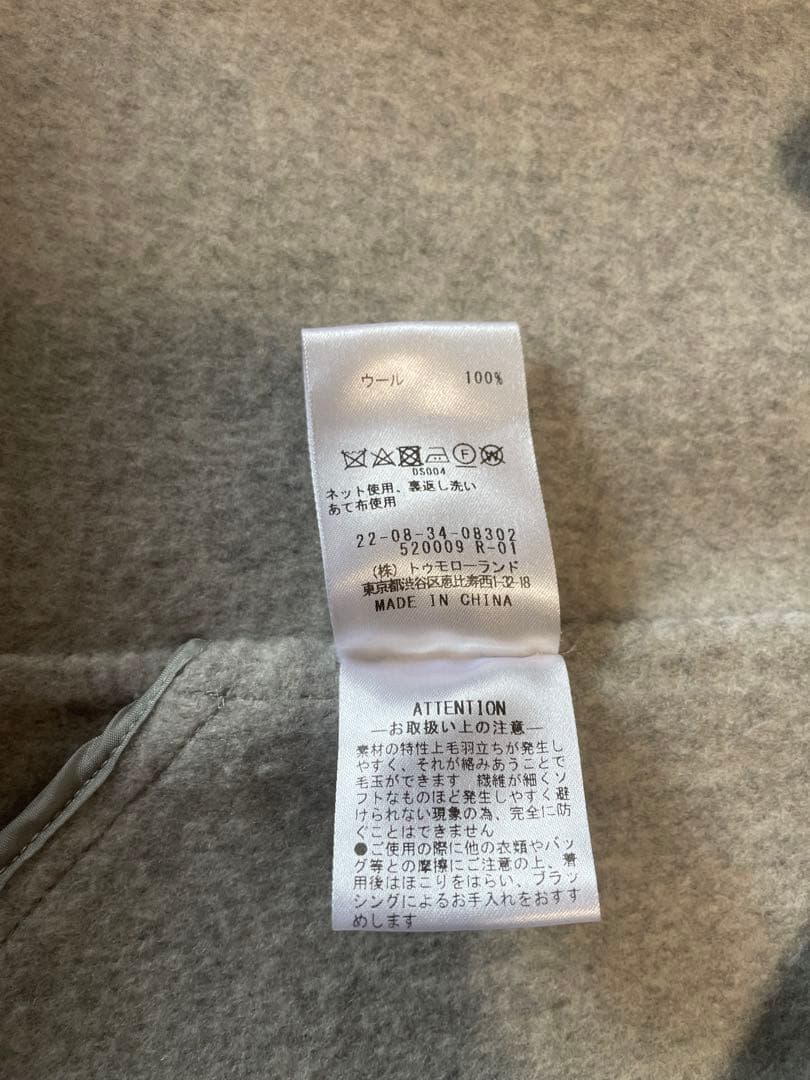 ウール 100%
F W
DS004
ネット使用、裏返し洗い
あて布使用
22-08-34-08302
520009 R-01
(株)トゥモローランド
東京都渋谷区恵比寿西1-32-18
MADE IN CHINA
ATTENTION
―お取扱い上の注意―
素材の特性上毛羽立ちが発生し
やすく、それが絡みあうことで
毛玉ができます 繊維が細くソ
フトなものほど発生しやすく避
けられない現象の為、完全に防
ぐことはできません
●ご使用の際に他の衣類やバッ
グ等との摩擦にご注意の上、着
用後はほこりをはらい、ブラッ
シングによるお手入れをおすす
めします